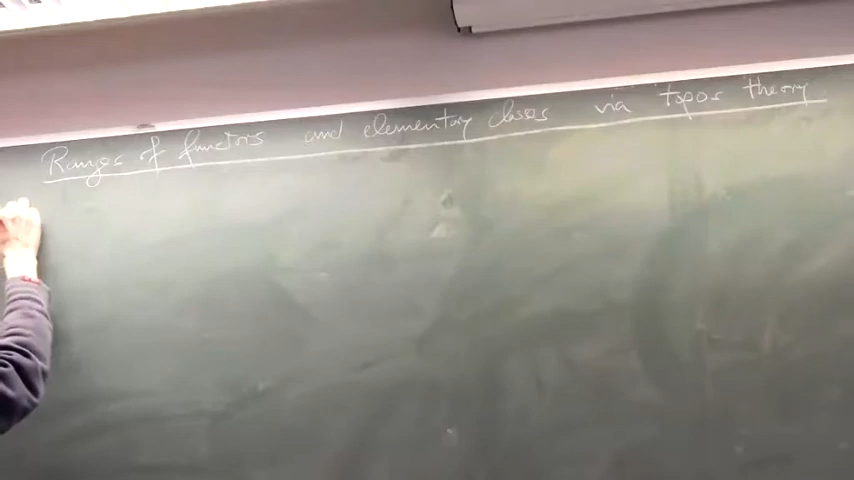 Ranges of functors and elementary classes via topos theory